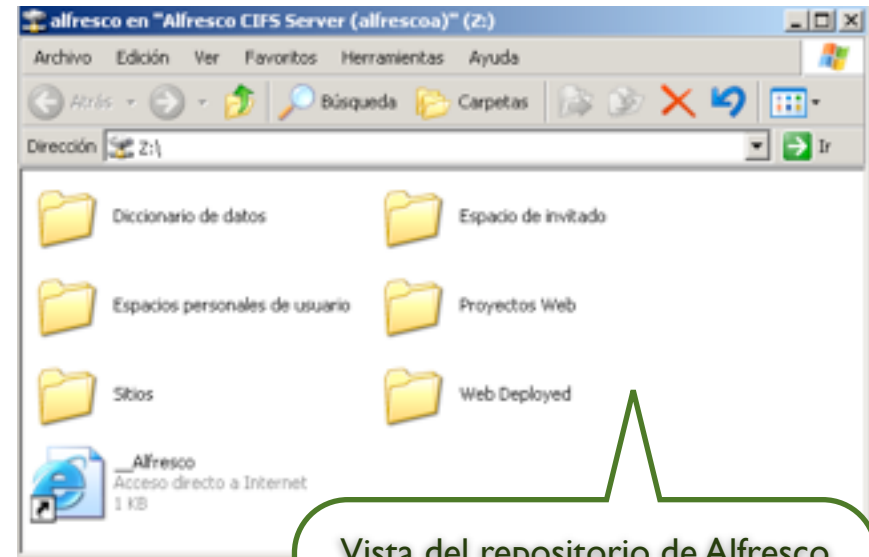 alfresco en "Alfresco CIFS Server (alfrescoa)" (Z:)
Archivo Edición Ver Favoritos Herramientas Ayuda
Atrás Búsqueda Carpetas
Dirección Z:\ Ir
Diccionario de datos Espacio de invitado
Espacios personales de usuario Proyectos Web
Sitios Web Deployed
__Alfresco
Acceso directo a Internet
1 KB
Vista del repositorio de Alfresco